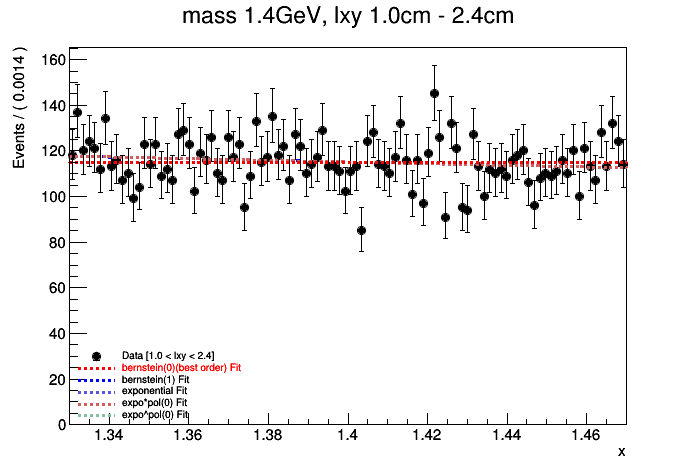 mass 1.4GeV, lxy 1.0cm - 2.4cm
Events / ( 0.0014 )
160
140
120
100
80
60
40
20
0
Data [1.0 < lxy < 2.4]
bernstein(0)(best order) Fit
bernstein(1) Fit
exponential Fit
expo*pol(0) Fit
expo^pol(0) Fit
1.34
1.36
1.38
1.4
1.42
1.44
1.46
x